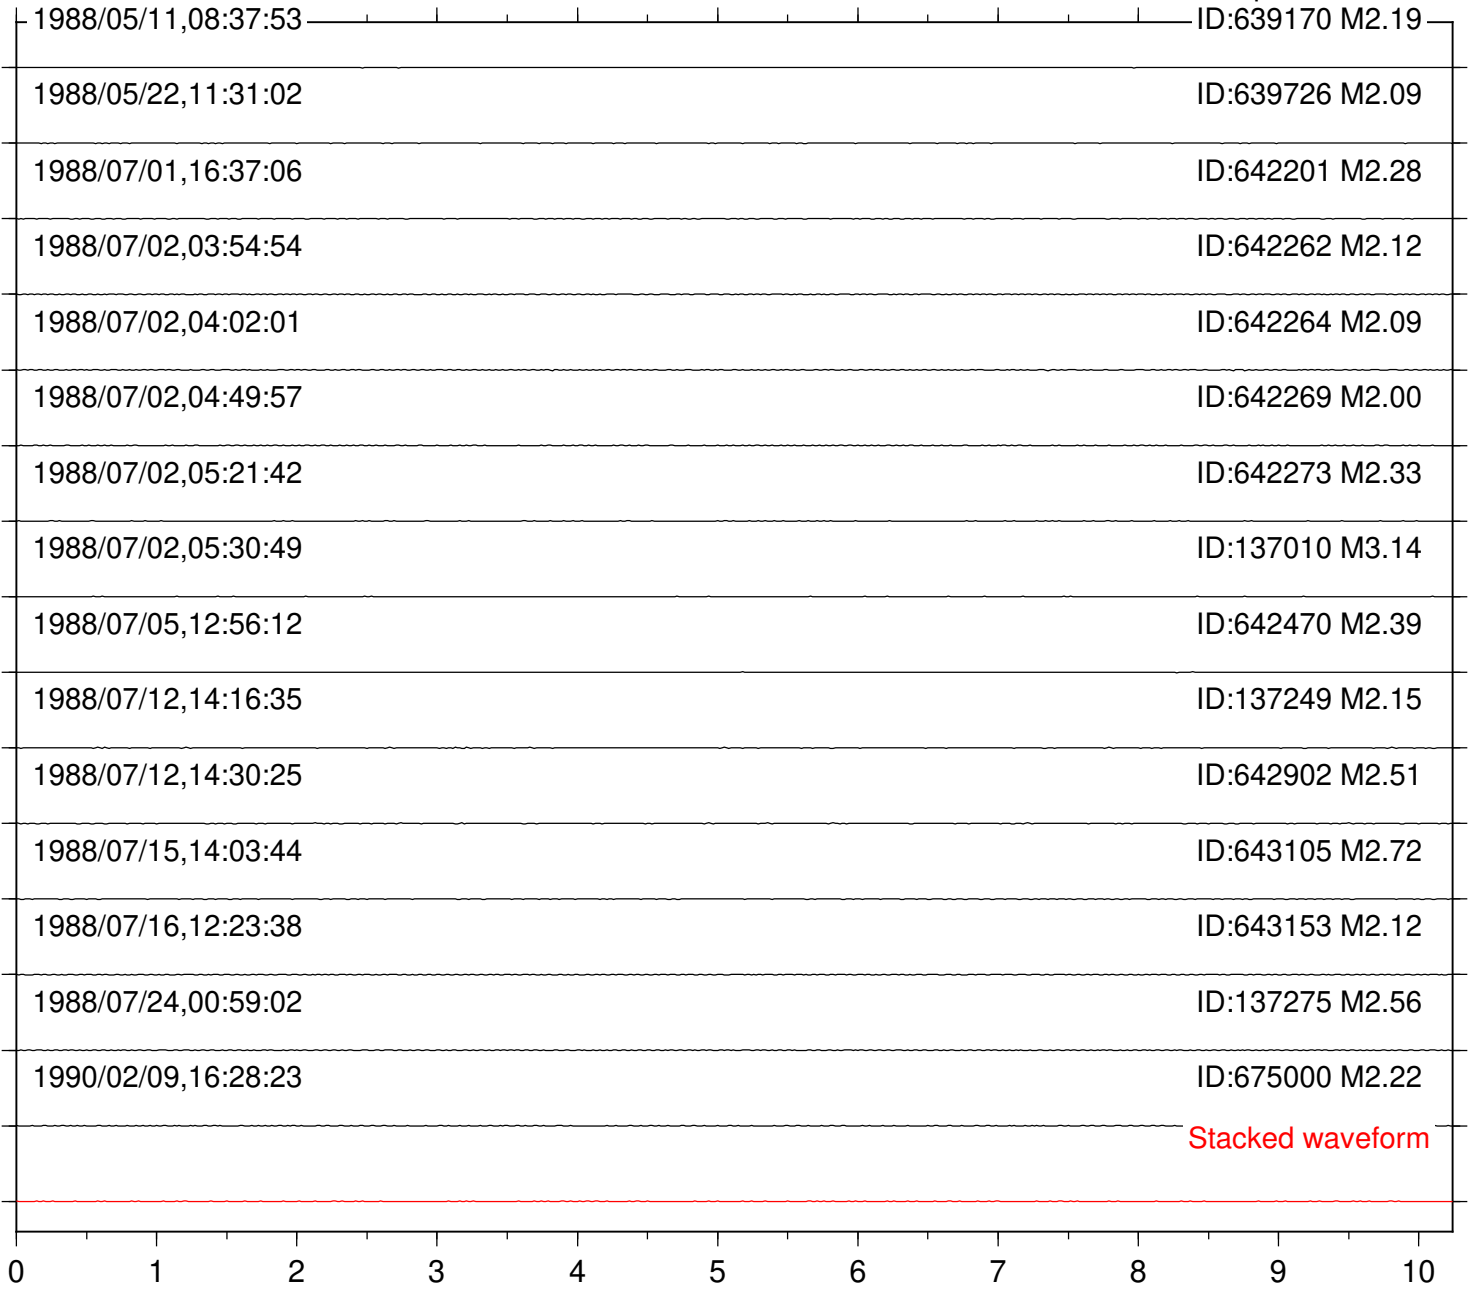 1988/05/11,08:37:53 ID:639170 M2.19
1988/05/22,11:31:02 ID:639726 M2.09
1988/07/01,16:37:06 ID:642201 M2.28
1988/07/02,03:54:54 ID:642262 M2.12
1988/07/02,04:02:01 ID:642264 M2.09
1988/07/02,04:49:57 ID:642269 M2.00
1988/07/02,05:21:42 ID:642273 M2.33
1988/07/02,05:30:49 ID:137010 M3.14
1988/07/05,12:56:12 ID:642470 M2.39
1988/07/12,14:16:35 ID:137249 M2.15
1988/07/12,14:30:25 ID:642902 M2.51
1988/07/15,14:03:44 ID:643105 M2.72
1988/07/16,12:23:38 ID:643153 M2.12
1988/07/24,00:59:02 ID:137275 M2.56
1990/02/09,16:28:23 ID:675000 M2.22
Stacked waveform
0 1 2 3 4 5 6 7 8 9 10